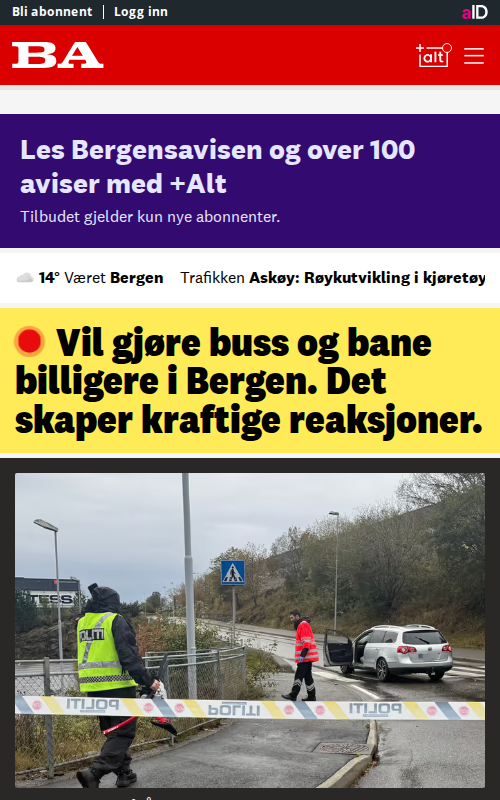 Bli abonnent | Logg inn
aID
BA
+alt
Les Bergensavisen og over 100
aviser med +Alt
Tilbudet gjelder kun nye abonnenter.
14° Været Bergen Trafikken Askøy: Røykutvikling i kjøretøy
Vil gjøre buss og bane
billigere i Bergen. Det
skaper kraftige reaksjoner.
TESS
POLITI
POLITI POLITI POLITI